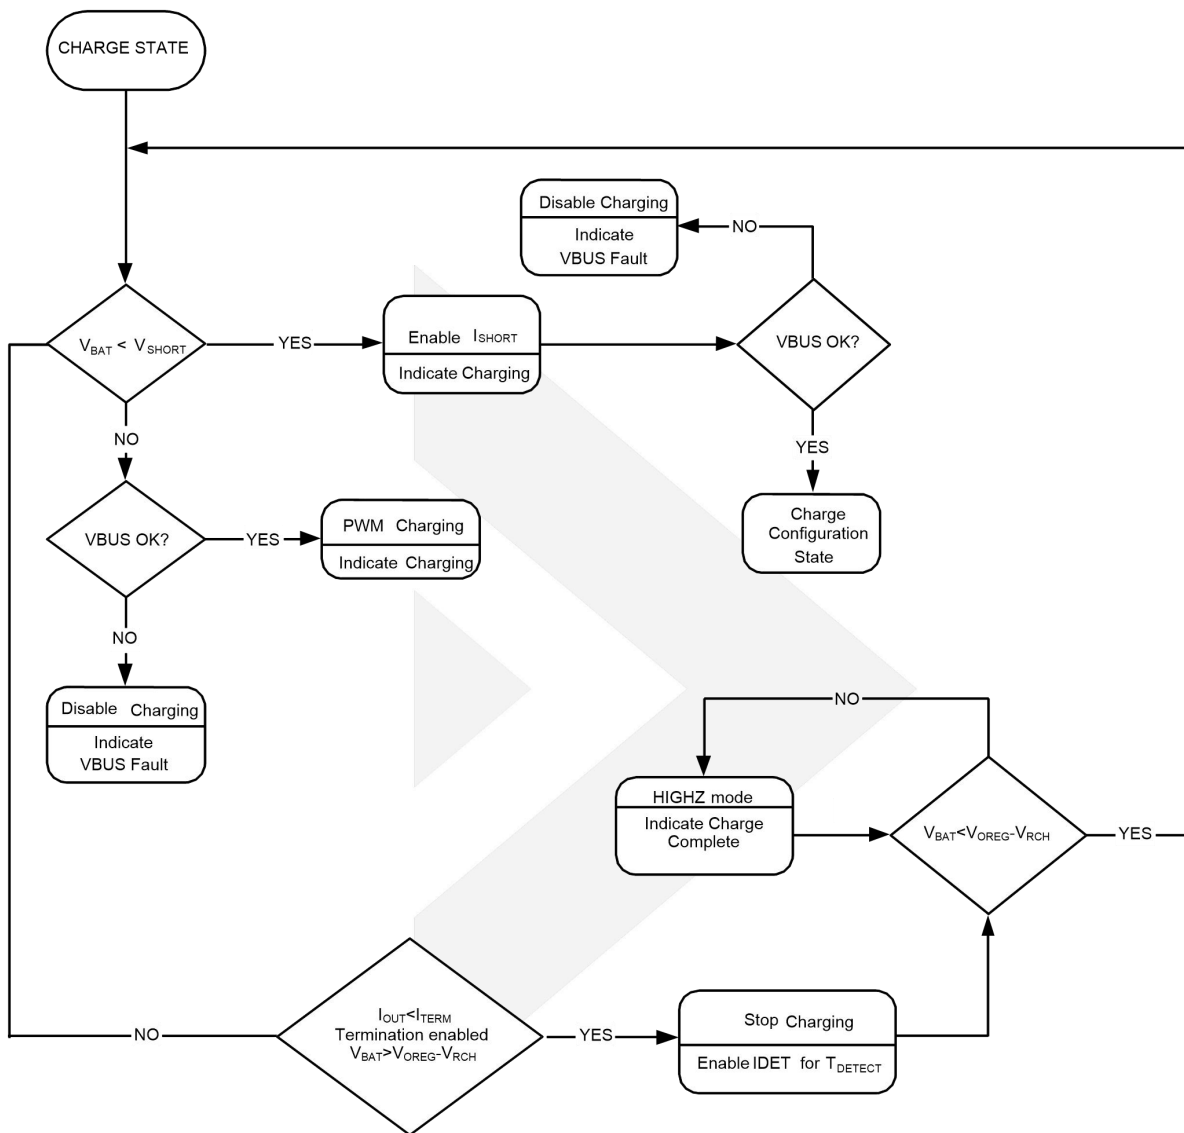 CHARGE STATE
Disable Charging
Indicate
VBUS Fault
NO
VBAT < VSHORT
YES
Enable ISHORT
Indicate Charging
VBUS OK?
NO
YES
VBUS OK?
YES
PWM Charging
Indicate Charging
Charge
Configuration
State
NO
Disable Charging
Indicate
VBUS Fault
NO
HIGHZ mode
Indicate Charge
Complete
VBAT<VOREG-VRCH
YES
NO
IOUT<ITERM
Termination enabled
VBAT>VOREG-VRCH
YES
Stop Charging
Enable IDET for TDETECT